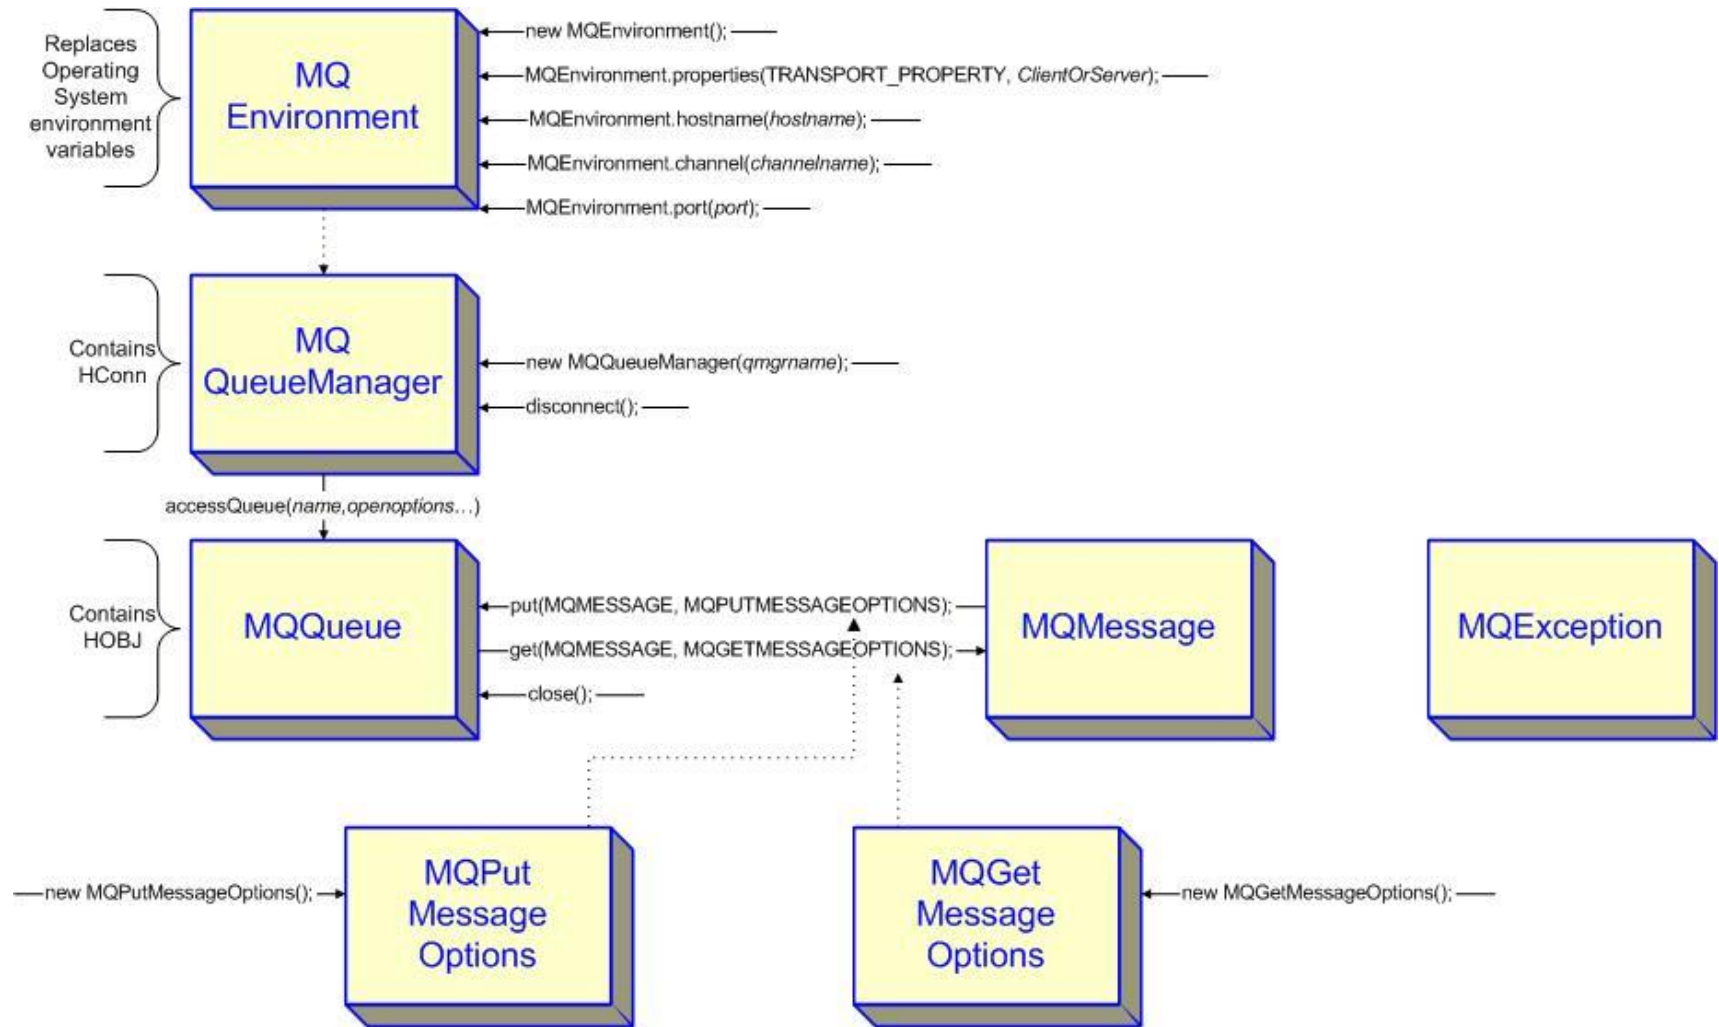 Replaces
Operating
System
environment
variables
MQ
Environment
new MQEnvironment();
MQEnvironment.properties(TRANSPORT_PROPERTY, ClientOrServer);
MQEnvironment.hostname(hostname);
MQEnvironment.channel(channelname);
MQEnvironment.port(port);
Contains
HConn
MQ
QueueManager
new MQQueueManager(qmgrname);
disconnect();
accessQueue(name,openoptions…)
Contains
HOBJ
MQQueue
put(MQMESSAGE, MQPUTMESSAGEOPTIONS);
get(MQMESSAGE, MQGETMESSAGEOPTIONS);
close();
MQMessage
MQException
new MQPutMessageOptions();
MQPut
Message
Options
MQGet
Message
Options
new MQGetMessageOptions();